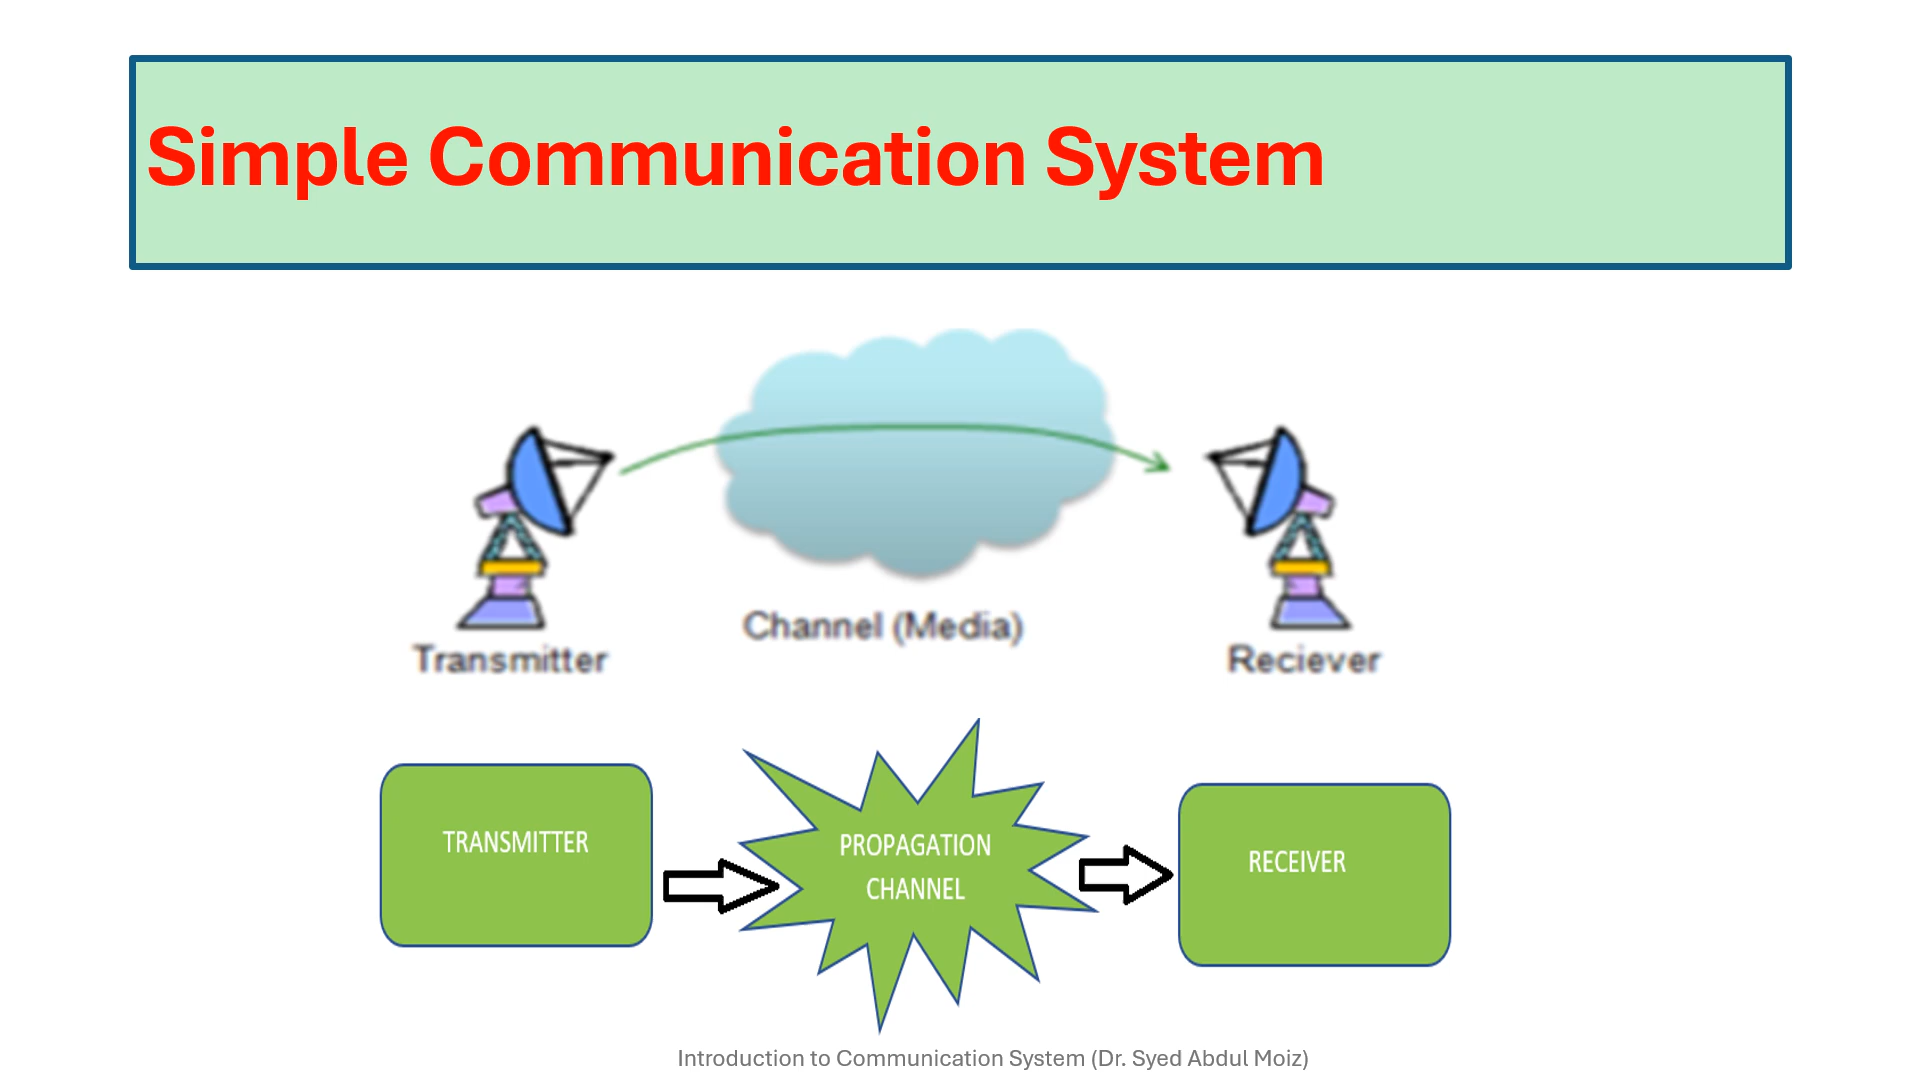 Simple Communication System
Channel (Media)
Transmitter
Reciever
TRANSMITTER
PROPAGATION
CHANNEL
RECEIVER
Introduction to Communication System (Dr. Syed Abdul Moiz)